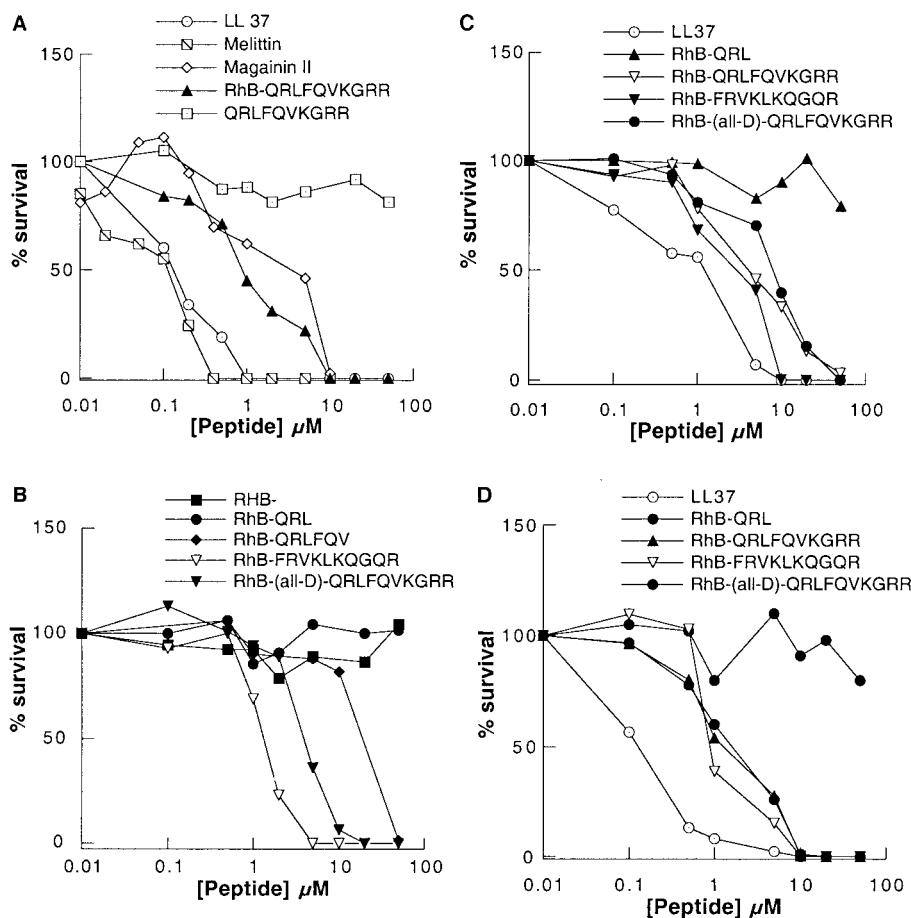 A
LL 37
Melittin
Magainin II
RhB-QRLFQVKGRR
QRLFQVKGRR
% survival
150
100
50
0
0.01 0.1 1 10 100
[Peptide] µM
C
LL37
RhB-QRL
RhB-QRLFQVKGRR
RhB-FRVKLKQGQR
RhB-(all-D)-QRLFQVKGRR
% survival
150
100
50
0
0.01 0.1 1 10 100
[Peptide] µM
B
RHB-
RhB-QRL
RhB-QRLFQV
RhB-FRVKLKQGQR
RhB-(all-D)-QRLFQVKGRR
% survival
150
100
50
0
0.01 0.1 1 10 100
[Peptide] µM
D
LL37
RhB-QRL
RhB-QRLFQVKGRR
RhB-FRVKLKQGQR
RhB-(all-D)-QRLFQVKGRR
% survival
150
100
50
0
0.01 0.1 1 10 100
[Peptide] µM